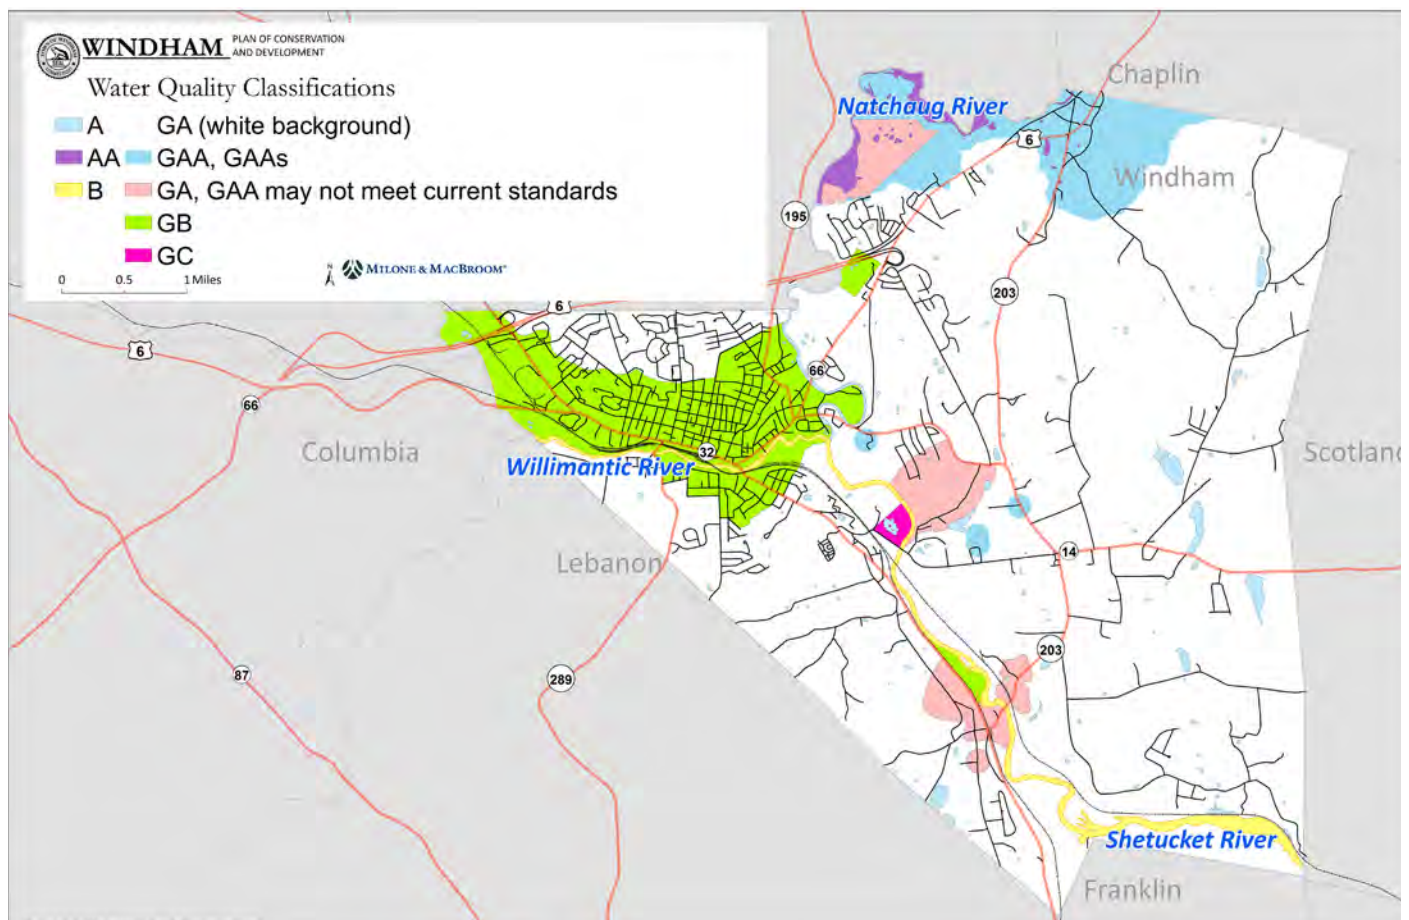 WINDHAM PLAN OF CONSERVATION
AND DEVELOPMENT
Water Quality Classifications
A GA (white background)
AA GAA, GAAs
B GA, GAA may not meet current standards
GB
GC
0 0.5 1 Miles
N
MILONE & MACBROOM
Chaplin
Natchaug River
6
Windham
195
203
6
6
66
66
Columbia
32
Willimantic River
Scotland
14
Lebanon
203
87
289
Shetucket River
Franklin